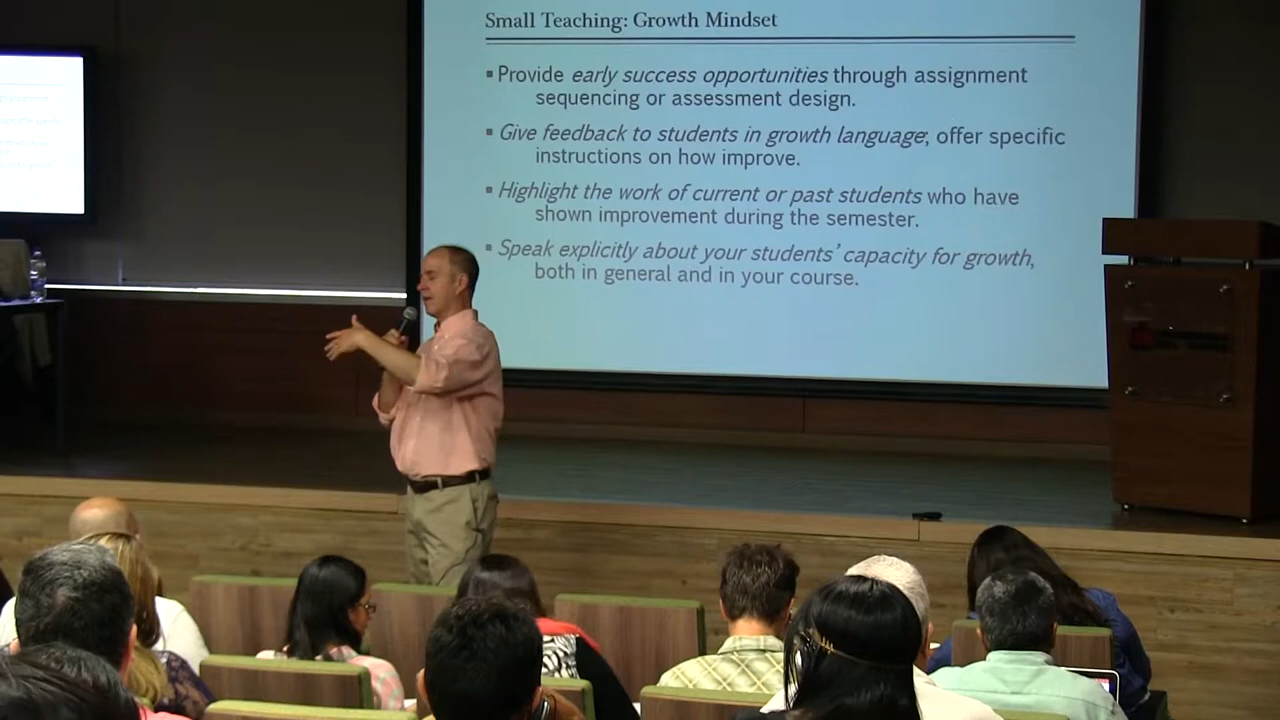 Small Teaching: Growth Mindset
▪Provide early success opportunities through assignment
sequencing or assessment design.
▪Give feedback to students in growth language; offer specific
instructions on how improve.
▪Highlight the work of current or past students who have
shown improvement during the semester.
▪Speak explicitly about your students’ capacity for growth,
both in general and in your course.